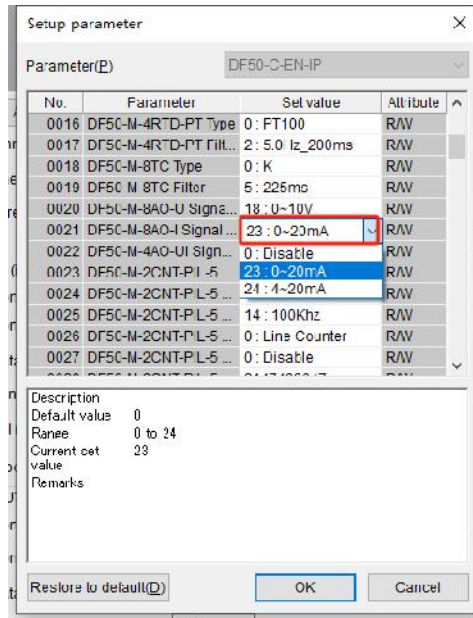 Setup parameter
Parameter(P) DF50-C-EN-IP
No. Parameter Set value Attribute
0016 DF50-M-4RTD-PT Type 0 : PT100 R/W
0017 DF50-M-4RTD-PT Filt... 2 : 5.0Hz_200ms R/W
0018 DF50-M-8TC Type 0 : K R/W
0019 DF50-M-8TC Filter 5 : 225ms R/W
0020 DF50-M-8AO-U Signa... 18 : 0~10V R/W
0021 DF50-M-8AO-I Signal ... 23 : 0~20mA R/W
0022 DF50-M-4AO-UI Sign... 0 : Disable R/W
0023 DF50-M-2CNT-PIL-5 ... 23 : 0~20mA R/W
0024 DF50-M-2CNT-PIL-5 ... 24 : 4~20mA R/W
0025 DF50-M-2CNT-PIL-5 ... 14 : 100Khz R/W
0026 DF50-M-2CNT-PIL-5 ... 0 : Line Counter R/W
0027 DF50-M-2CNT-PIL-5 ... 0 : Disable R/W
Description
Default value 0
Range 0 to 24
Current set value 23
Remarks
Restore to default(D) OK Cancel